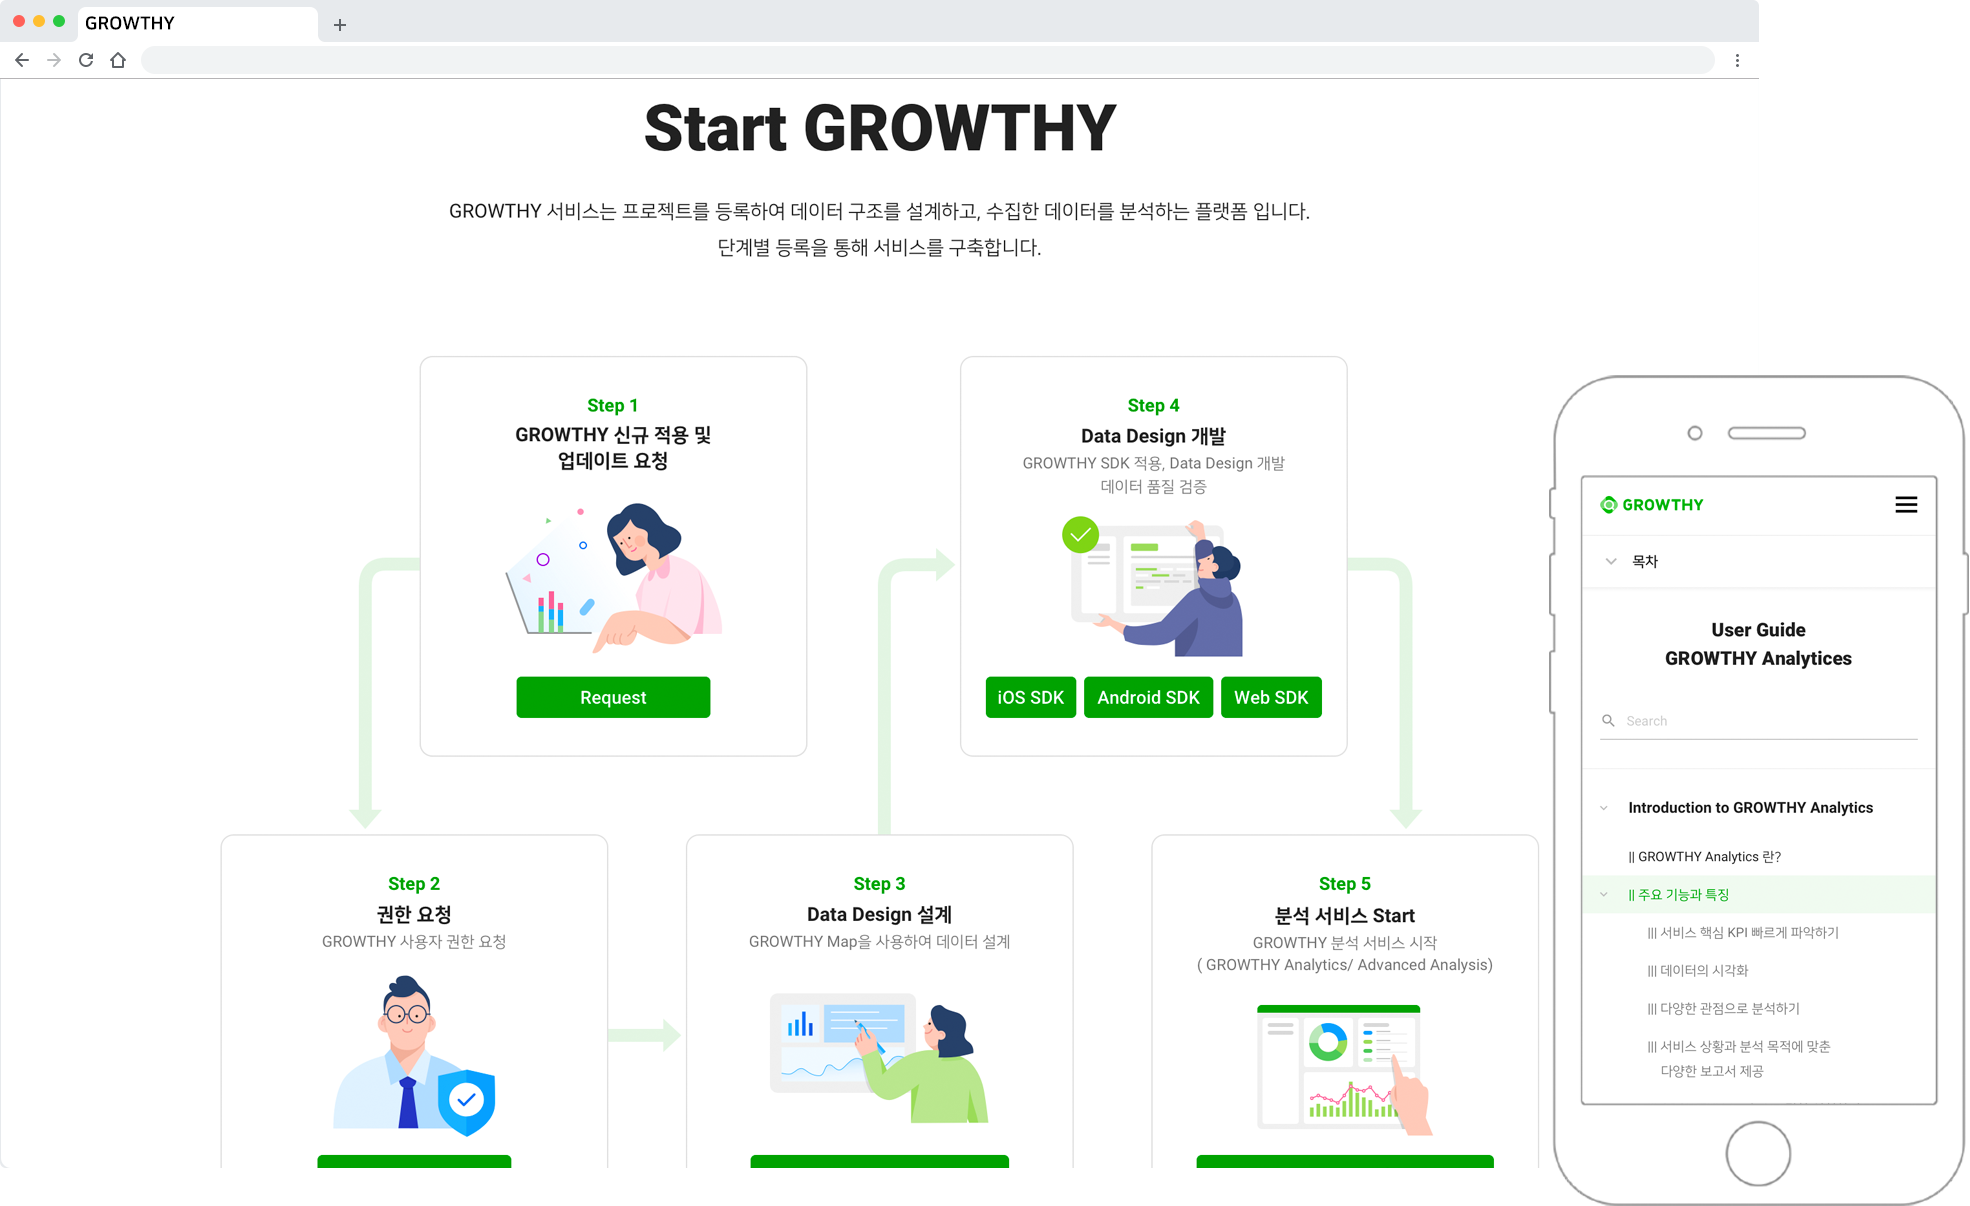 GROWTHY
Start GROWTHY
GROWTHY 서비스는 프로젝트를 등록하여 데이터 구조를 설계하고, 수집한 데이터를 분석하는 플랫폼 입니다.
단계별 등록을 통해 서비스를 구축합니다.
Step 1
GROWTHY 신규 적용 및
업데이트 요청
Request
Step 4
Data Design 개발
GROWTHY SDK 적용, Data Design 개발
데이터 품질 검증
iOS SDK
Android SDK
Web SDK
Step 2
권한 요청
GROWTHY 사용자 권한 요청
Step 3
Data Design 설계
GROWTHY Map을 사용하여 데이터 설계
Step 5
분석 서비스 Start
GROWTHY 분석 서비스 시작
( GROWTHY Analytics/ Advanced Analysis)
GROWTHY
목차
User Guide
GROWTHY Analytices
Search
Introduction to GROWTHY Analytics
|| GROWTHY Analytics 란?
|| 주요 기능과 특징
||| 서비스 핵심 KPI 빠르게 파악하기
||| 데이터의 시각화
||| 다양한 관점으로 분석하기
||| 서비스 상황과 분석 목적에 맞춘
다양한 보고서 제공